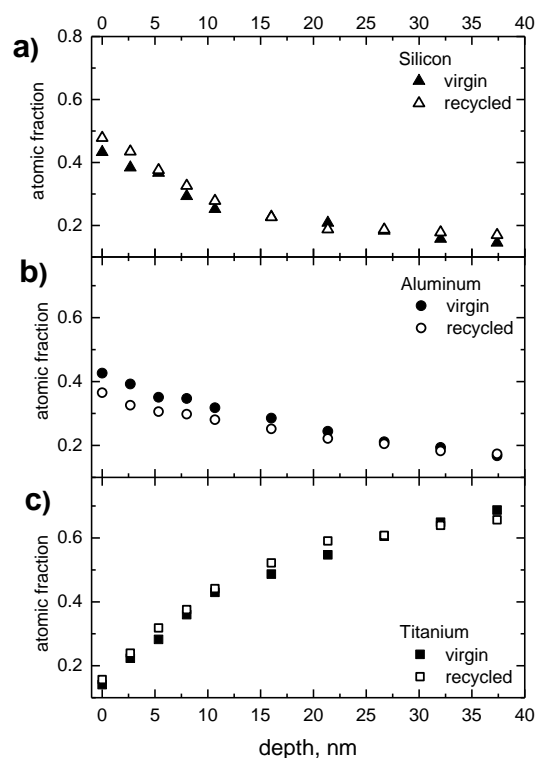 0 5 10 15 20 25 30 35 40
a)
0.8
Silicon
virgin
recycled
0.6
0.4
0.2
atomic fraction
b)
Aluminum
virgin
recycled
0.6
0.4
0.2
atomic fraction
c)
0.6
0.4
0.2
atomic fraction
Titanium
virgin
recycled
0 5 10 15 20 25 30 35 40
depth, nm